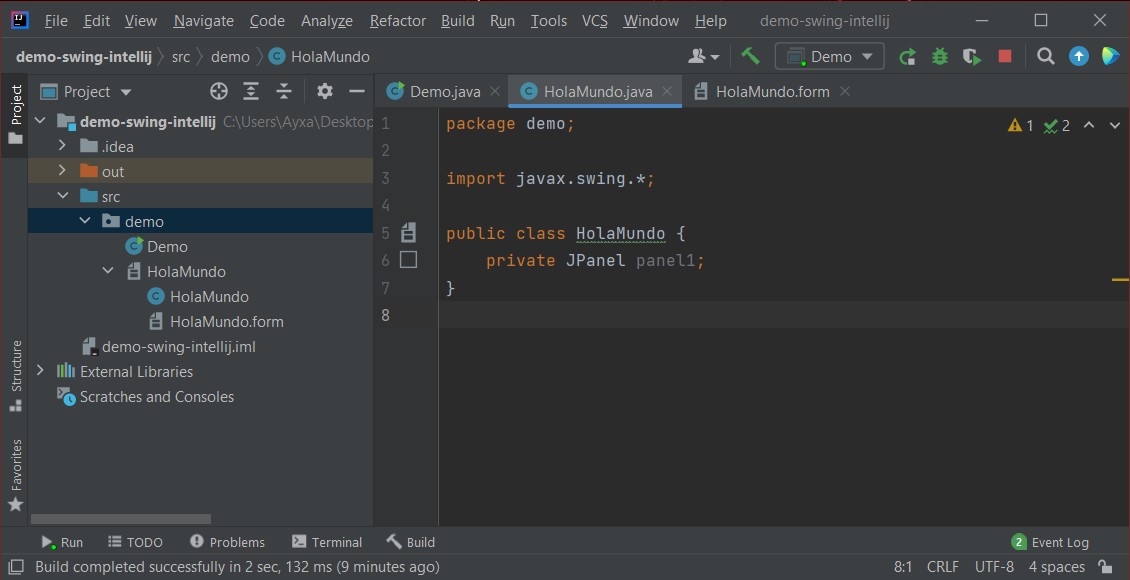 File Edit View Navigate Code Analyze Refactor Build Run Tools VCS Window Help demo-swing-intellij
demo-swing-intellij src demo HolaMundo Demo
Project
Project
Demo.java HolaMundo.java HolaMundo.form
demo-swing-intellij C:\Users\Ayxa\Desktop
.idea
out
src
demo
Demo
HolaMundo
HolaMundo
HolaMundo.form
demo-swing-intellij.iml
External Libraries
Scratches and Consoles
Structure
Favorites
1 package demo;
2
3 import javax.swing.*;
4
5 public class HolaMundo {
6 private JPanel panel1;
7 }
8
1 2
Run TODO Problems Terminal Build 2 Event Log
Build completed successfully in 2 sec, 132 ms (9 minutes ago) 8:1 CRLF UTF-8 4 spaces